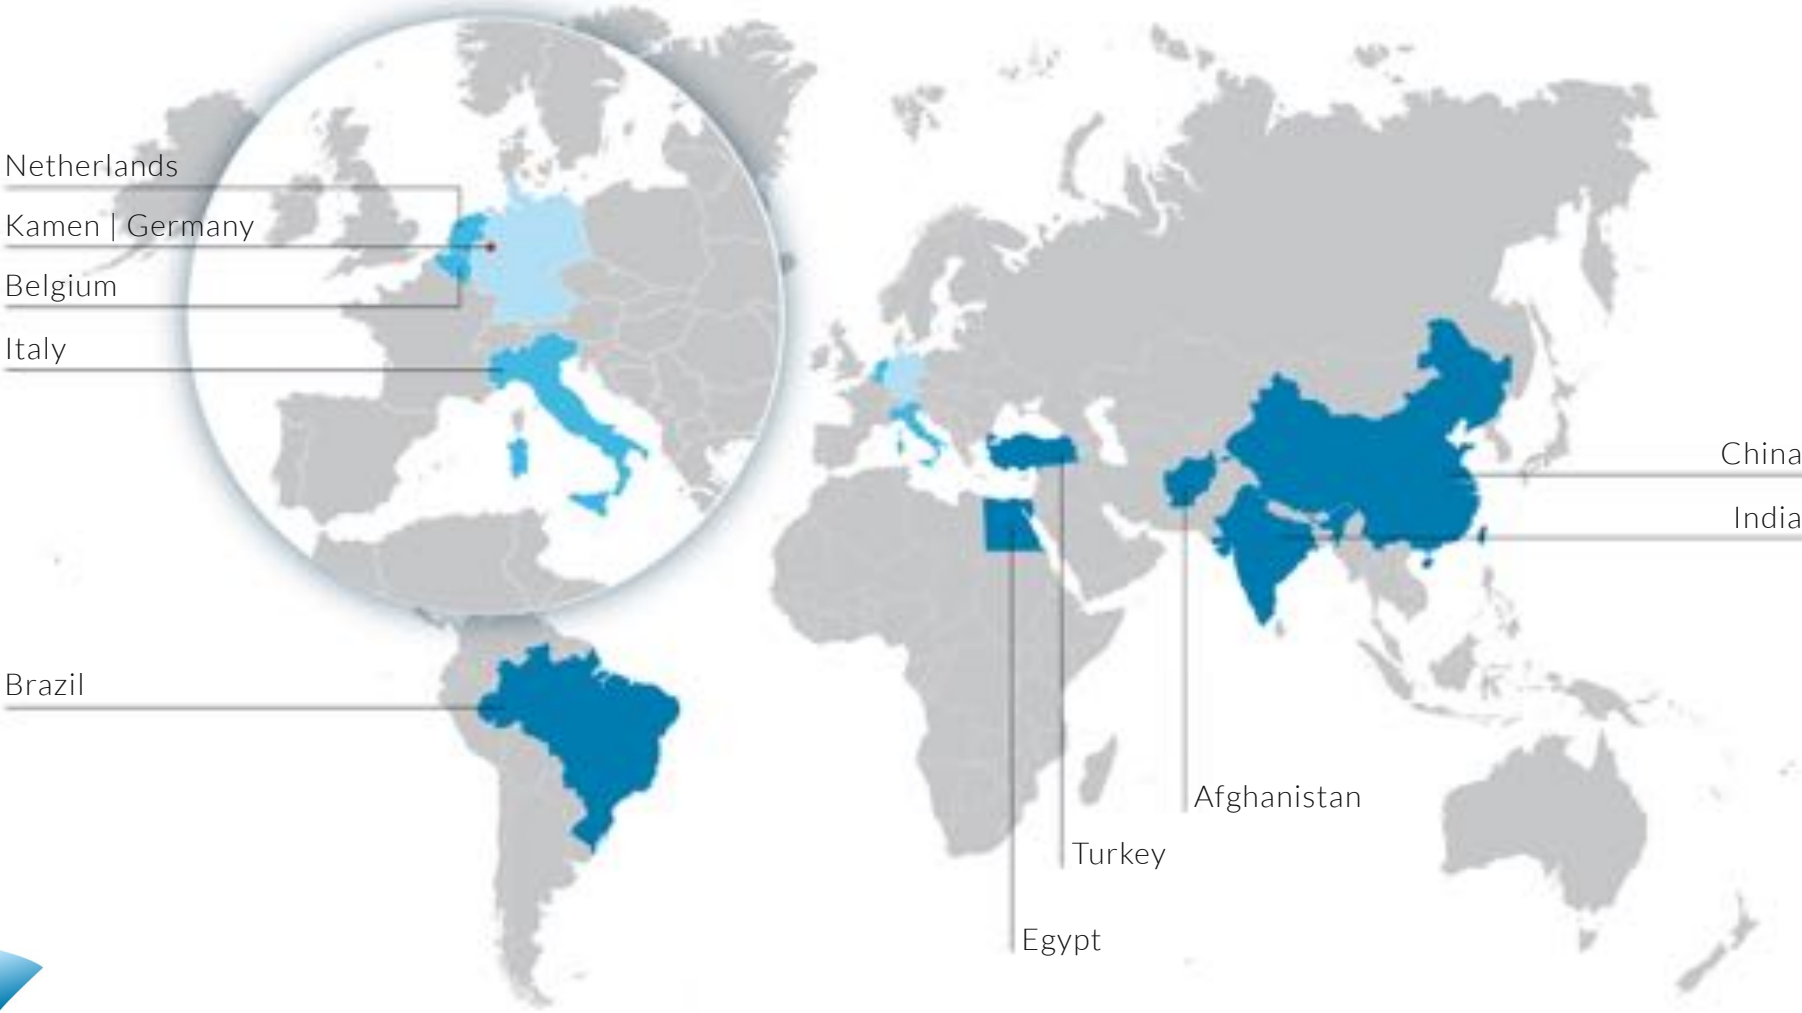 Netherlands
Kamen | Germany
Belgium
Italy
China
India
Brazil
Afghanistan
Turkey
Egypt